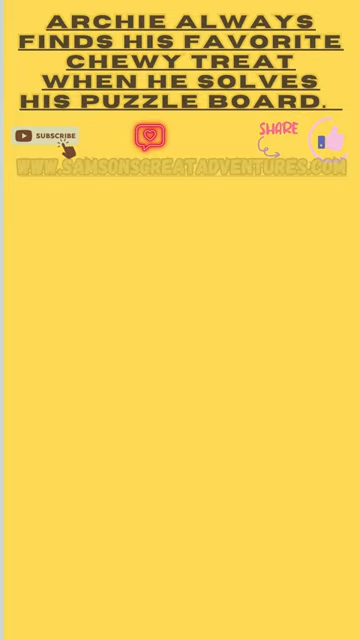 ARCHIE ALWAYS
FINDS HIS FAVORITE
CHEWY TREAT
WHEN HE SOLVES
HIS PUZZLE BOARD.
SUBSCRIBE
SHARE
WWW.SAMSONSGREATADVENTURES.COM